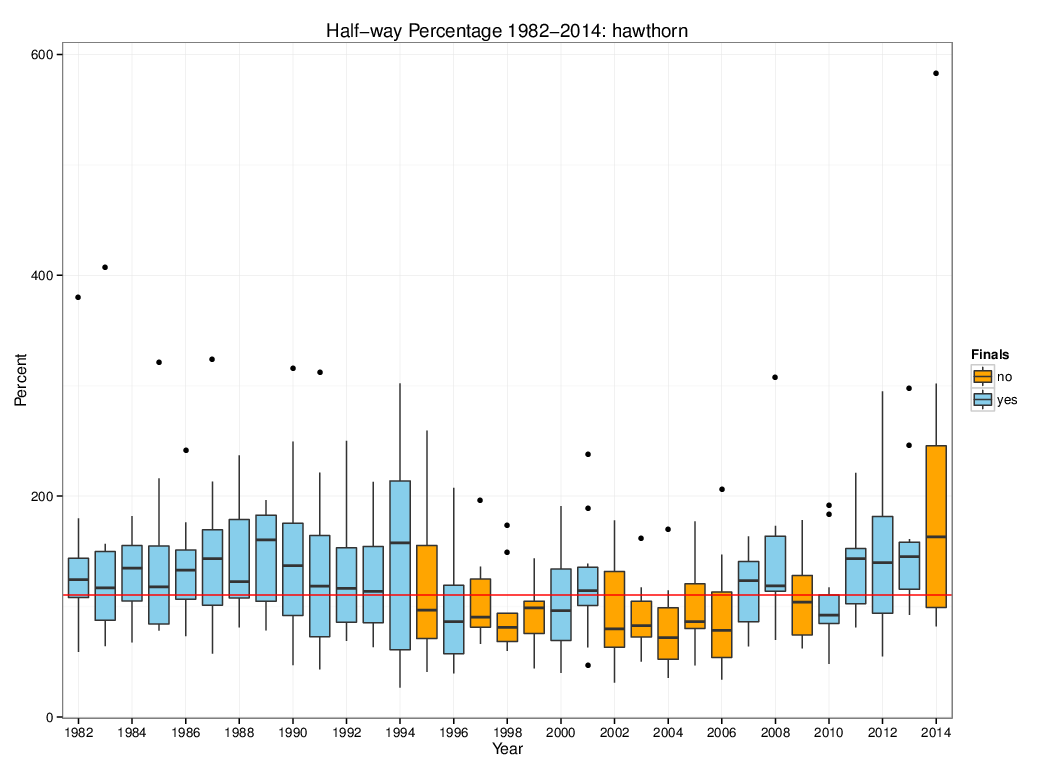 Half−way Percentage 1982−2014: hawthorn
600
400
200
0
Percent
1982 1984 1986 1988 1990 1992 1994 1996 1998 2000 2002 2004 2006 2008 2010 2012 2014
Year
Finals
no
yes